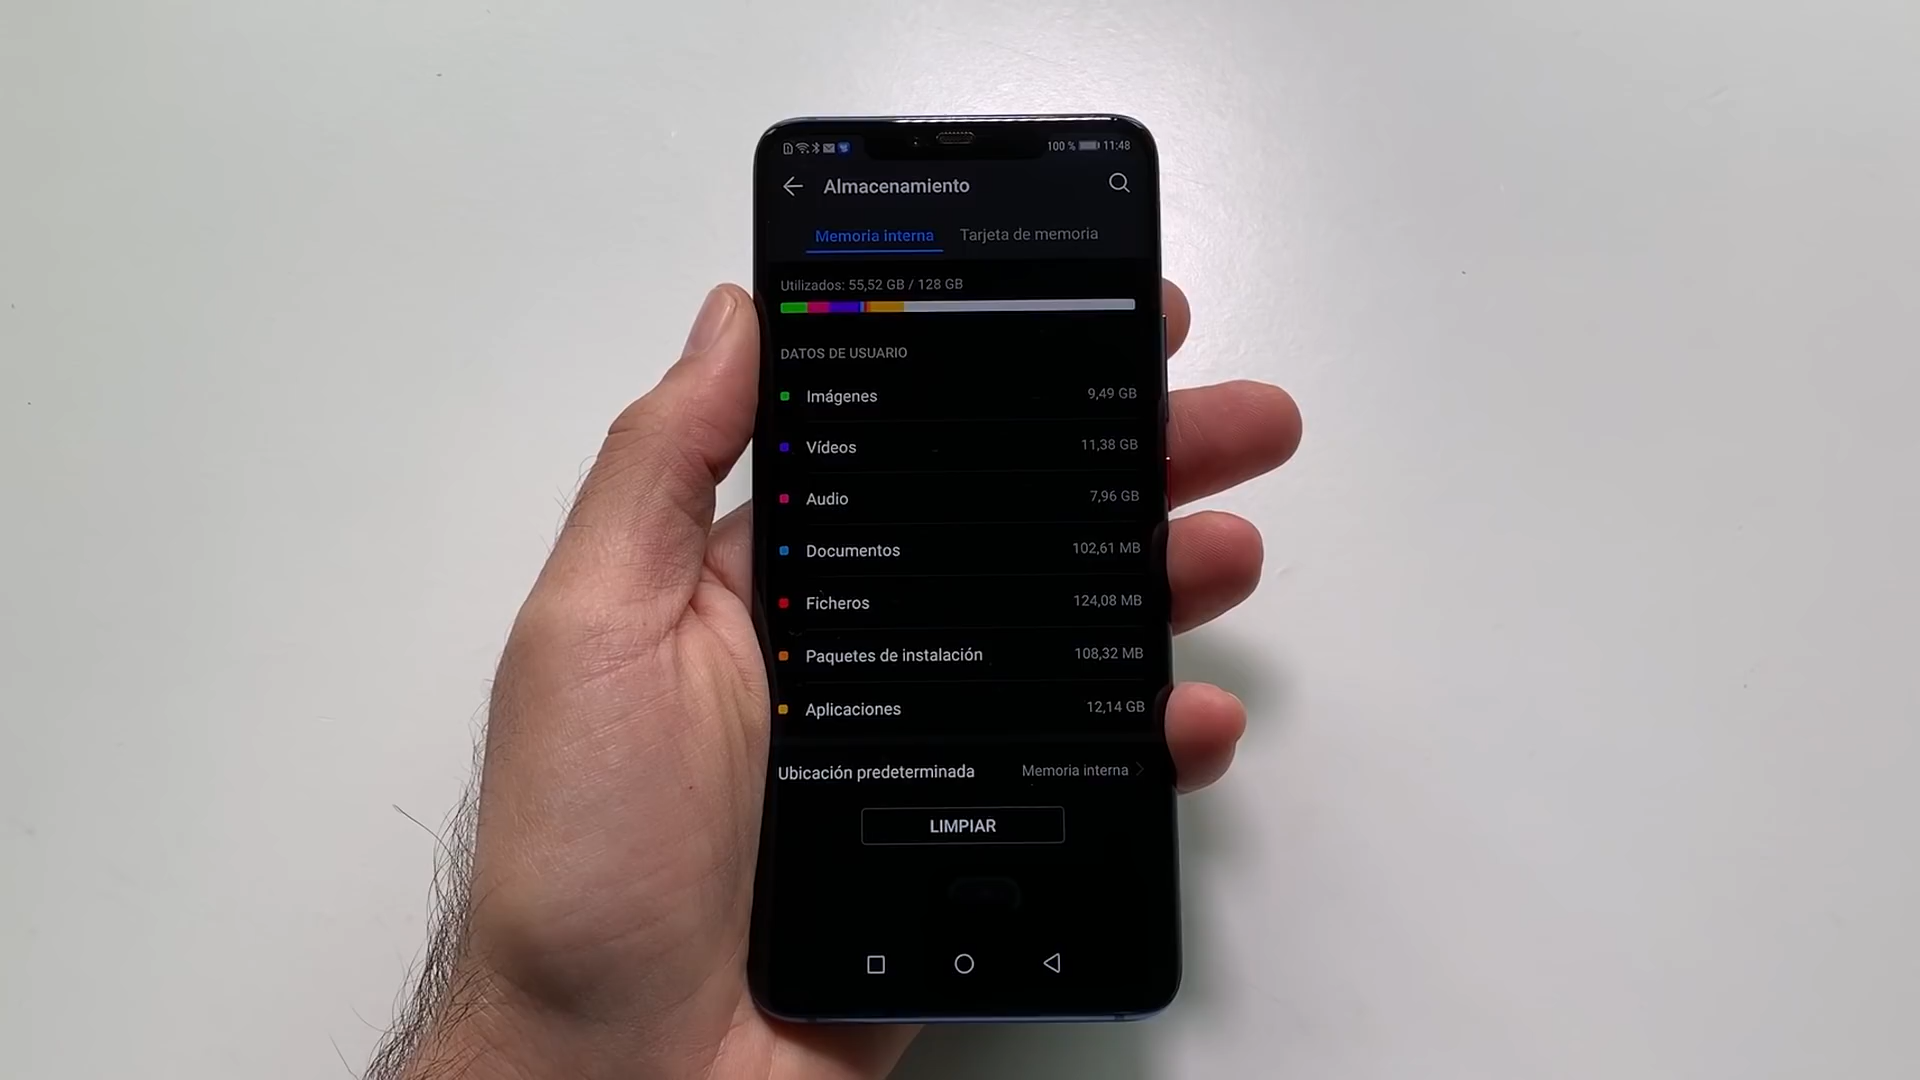 100 % 11:48
Almacenamiento
Memoria interna Tarjeta de memoria
Utilizados: 55,52 GB / 128 GB
DATOS DE USUARIO
Imágenes 9,49 GB
Vídeos 11,38 GB
Audio 7,96 GB
Documentos 102,61 MB
Ficheros 124,08 MB
Paquetes de instalación 108,32 MB
Aplicaciones 12,14 GB
Ubicación predeterminada Memoria interna
LIMPIAR